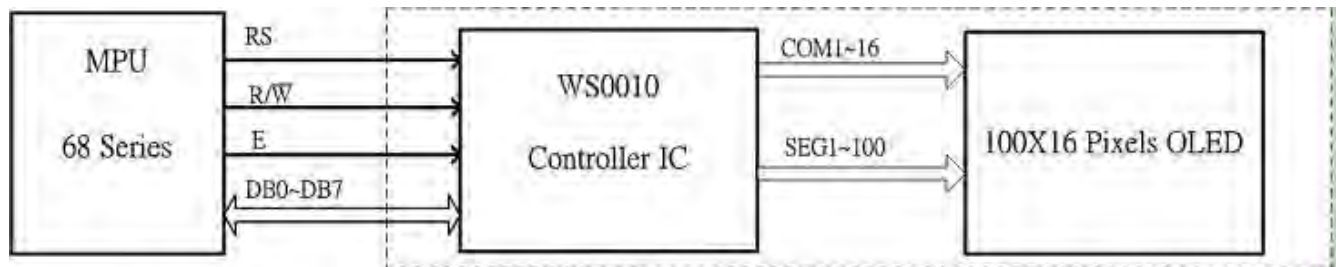 MPU
68 Series
RS
R/W
E
DB0~DB7
WS0010
Controller IC
COM1~16
SEG1~100
100X16 Pixels OLED